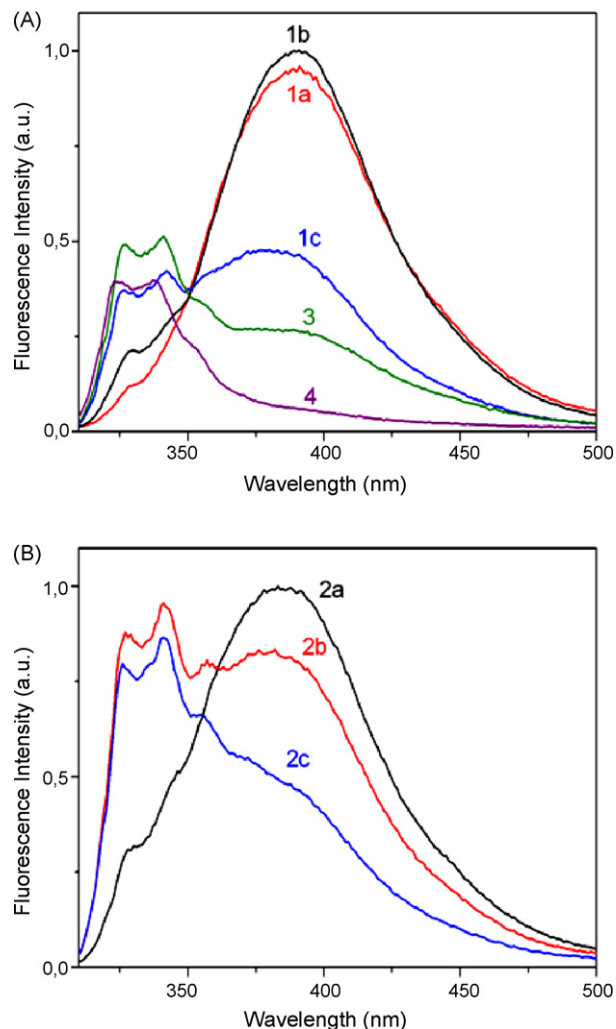 (A)
1,0
1b
1a
Fluorescence Intensity (a.u.)
0,5
1c
3
4
0,0
350 400 450 500
Wavelength (nm)
(B)
1,0
2a
2b
Fluorescence Intensity (a.u.)
0,5
2c
0,0
350 400 450 500
Wavelength (nm)